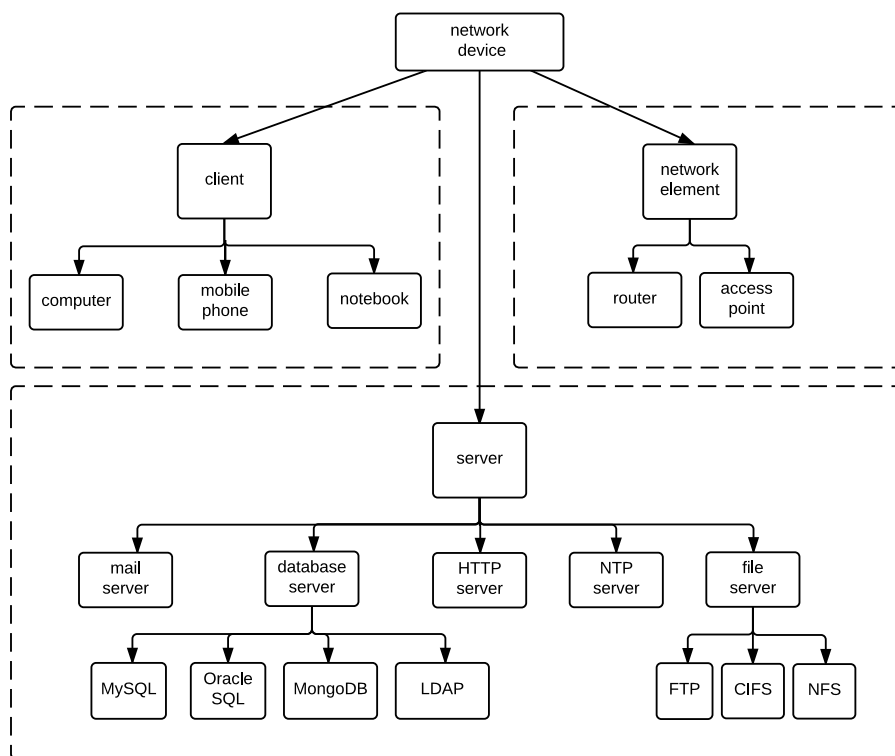 network
device
client
network
element
computer
mobile
phone
notebook
router
access
point
server
mail
server
database
server
HTTP
server
NTP
server
file
server
MySQL
Oracle
SQL
MongoDB
LDAP
FTP
CIFS
NFS